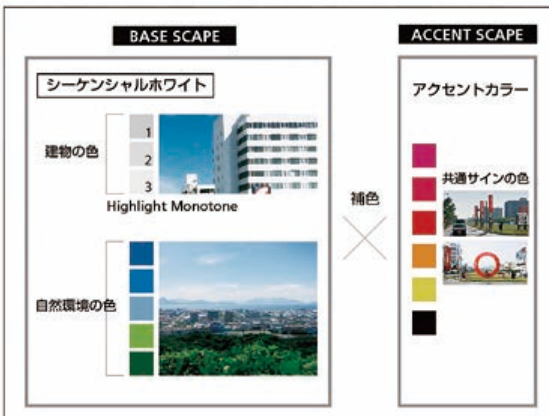 BASE SCAPE
シーケンシャルホワイト
建物の色
1
2
3
Highlight Monotone
自然環境の色
補色
ACCENT SCAPE
アクセントカラー
共通サインの色